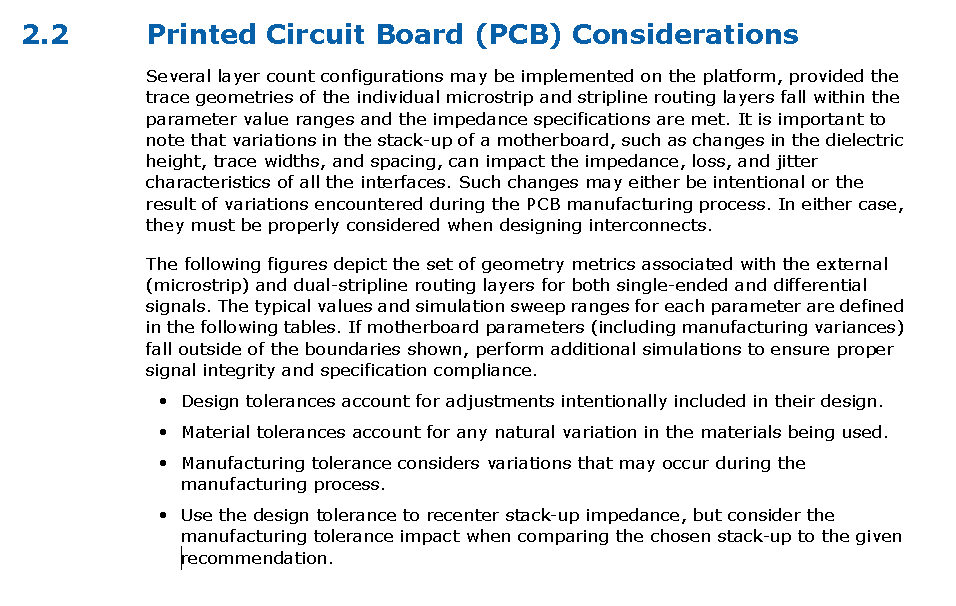 2.2 Printed Circuit Board (PCB) Considerations
Several layer count configurations may be implemented on the platform, provided the
trace geometries of the individual microstrip and stripline routing layers fall within the
parameter value ranges and the impedance specifications are met. It is important to
note that variations in the stack-up of a motherboard, such as changes in the dielectric
height, trace widths, and spacing, can impact the impedance, loss, and jitter
characteristics of all the interfaces. Such changes may either be intentional or the
result of variations encountered during the PCB manufacturing process. In either case,
they must be properly considered when designing interconnects.
The following figures depict the set of geometry metrics associated with the external
(microstrip) and dual-stripline routing layers for both single-ended and differential
signals. The typical values and simulation sweep ranges for each parameter are defined
in the following tables. If motherboard parameters (including manufacturing variances)
fall outside of the boundaries shown, perform additional simulations to ensure proper
signal integrity and specification compliance.
• Design tolerances account for adjustments intentionally included in their design.
• Material tolerances account for any natural variation in the materials being used.
• Manufacturing tolerance considers variations that may occur during the
manufacturing process.
• Use the design tolerance to recenter stack-up impedance, but consider the
manufacturing tolerance impact when comparing the chosen stack-up to the given
recommendation.